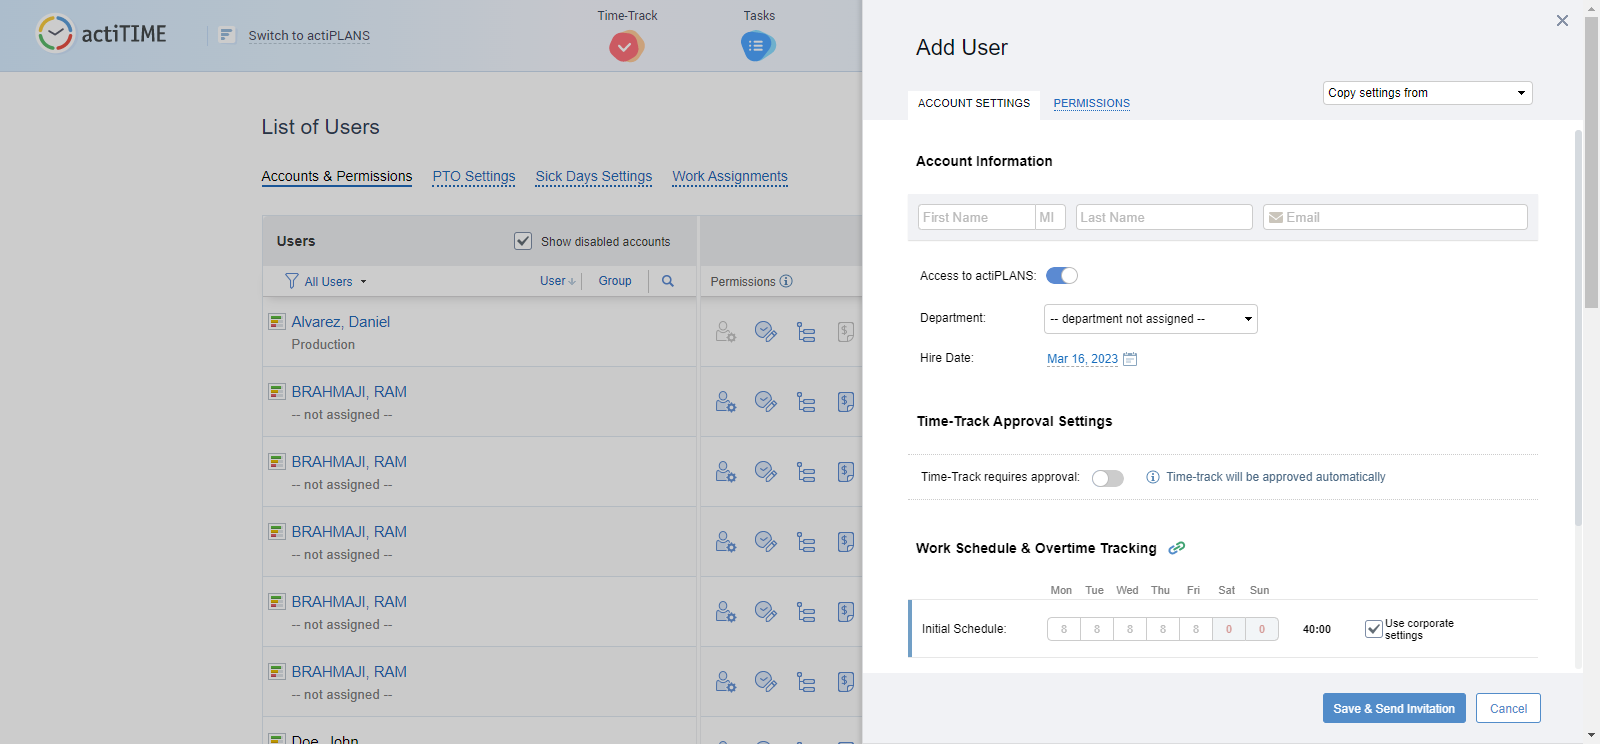 actiTIME
Switch to actiPLANS
Time-Track
Tasks
List of Users
Accounts & Permissions PTO Settings Sick Days Settings Work Assignments
Users
Show disabled accounts
All Users
User
Group
Permissions
Alvarez, Daniel
Production
BRAHMAJI, RAM
-- not assigned --
BRAHMAJI, RAM
-- not assigned --
BRAHMAJI, RAM
-- not assigned --
BRAHMAJI, RAM
-- not assigned --
BRAHMAJI, RAM
-- not assigned --
Doe, John
Add User
ACCOUNT SETTINGS PERMISSIONS
Copy settings from
Account Information
First Name MI Last Name Email
Access to actiPLANS:
Department: -- department not assigned --
Hire Date: Mar 16, 2023
Time-Track Approval Settings
Time-Track requires approval: Time-track will be approved automatically
Work Schedule & Overtime Tracking
Mon Tue Wed Thu Fri Sat Sun
Initial Schedule: 8 8 8 8 8 0 0 40:00 Use corporate
settings
Save & Send Invitation Cancel